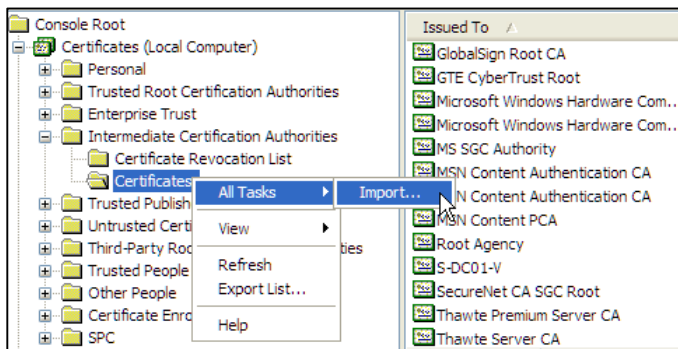 Console Root
Certificates (Local Computer)
Personal
Trusted Root Certification Authorities
Enterprise Trust
Intermediate Certification Authorities
Certificate Revocation List
Certificates
Trusted Publish
Untrusted Certi
Third-Party Roo
ties
Trusted People
Other People
Certificate Enro
SPC
All Tasks
View
Refresh
Export List...
Help
Import...
Issued To
GlobalSign Root CA
GTE CyberTrust Root
Microsoft Windows Hardware Com...
Microsoft Windows Hardware Com...
MS SGC Authority
MSN Content Authentication CA
N Content Authentication CA
MSN Content PCA
Root Agency
S-DC01-V
SecureNet CA SGC Root
Thawte Premium Server CA
Thawte Server CA